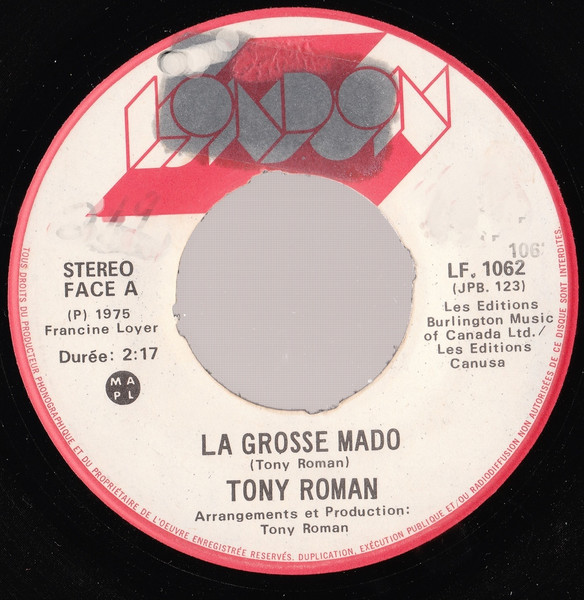 LONDON
STEREO
FACE A
(P) 1975
Francine Loyer
Durée: 2:17
M A
P L
106
LF. 1062
(JPB. 123)
Les Editions
Burlington Music
of Canada Ltd./
Les Editions
Canusa
LA GROSSE MADO
(Tony Roman)
TONY ROMAN
Arrangements et Production:
Tony Roman
TOUS DROITS DU PRODUCTEUR PHONOGRAPHIQUE ET DU PROPRIÉTAIRE DE L'OEUVRE ENREGISTRÉE RESERVÉS. DUPLICATION, EXÉCUTION PUBLIQUE ET/OU RADIODIFFUSION NON AUTORISÉES DE CE DISQUE SONT INTERDITES.